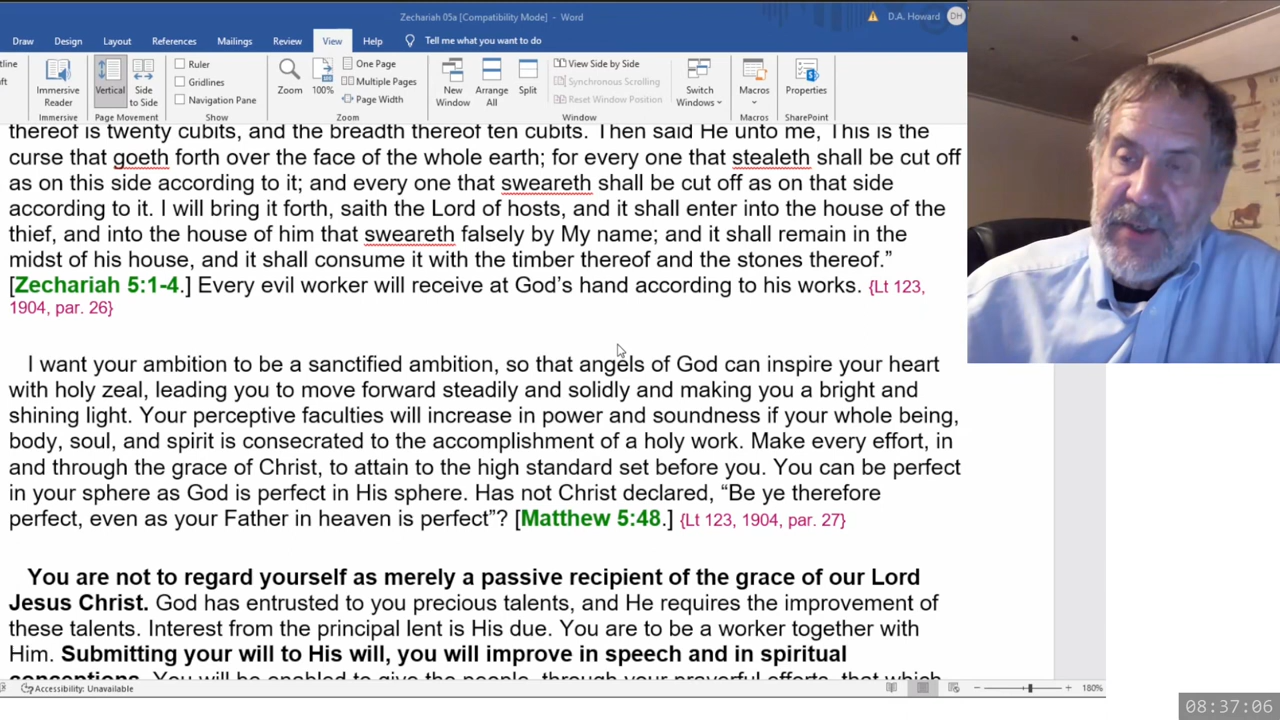 Zechariah 05a [Compatibility Mode] - Word
D.A. Howard
DH
Draw Design Layout References Mailings Review View Help Tell me what you want to do
Immersive Reader
Immersive
Vertical
Side to Side
Page Movement
Ruler
Gridlines
Navigation Pane
Show
Zoom
100%
One Page
Multiple Pages
Page Width
Zoom
New Window
Arrange All
Split
View Side by Side
Synchronous Scrolling
Reset Window Position
Window
Switch Windows
Macros
Macros
Properties
SharePoint
thereof is twenty cubits, and the breadth thereof ten cubits. Then said He unto me, This is the
curse that goeth forth over the face of the whole earth; for every one that stealeth shall be cut off
as on this side according to it; and every one that sweareth shall be cut off as on that side
according to it. I will bring it forth, saith the Lord of hosts, and it shall enter into the house of the
thief, and into the house of him that sweareth falsely by My name; and it shall remain in the
midst of his house, and it shall consume it with the timber thereof and the stones thereof.”
[Zechariah 5:1-4.] Every evil worker will receive at God’s hand according to his works. {Lt 123,
1904, par. 26}
I want your ambition to be a sanctified ambition, so that angels of God can inspire your heart
with holy zeal, leading you to move forward steadily and solidly and making you a bright and
shining light. Your perceptive faculties will increase in power and soundness if your whole being,
body, soul, and spirit is consecrated to the accomplishment of a holy work. Make every effort, in
and through the grace of Christ, to attain to the high standard set before you. You can be perfect
in your sphere as God is perfect in His sphere. Has not Christ declared, “Be ye therefore
perfect, even as your Father in heaven is perfect”? [Matthew 5:48.] {Lt 123, 1904, par. 27}
You are not to regard yourself as merely a passive recipient of the grace of our Lord
Jesus Christ. God has entrusted to you precious talents, and He requires the improvement of
these talents. Interest from the principal lent is His due. You are to be a worker together with
Him. Submitting your will to His will, you will improve in speech and in spiritual
conceptions. You will be enabled to give the people, through your prayerful efforts, that which
Accessibility: Unavailable
180%
08:37:06